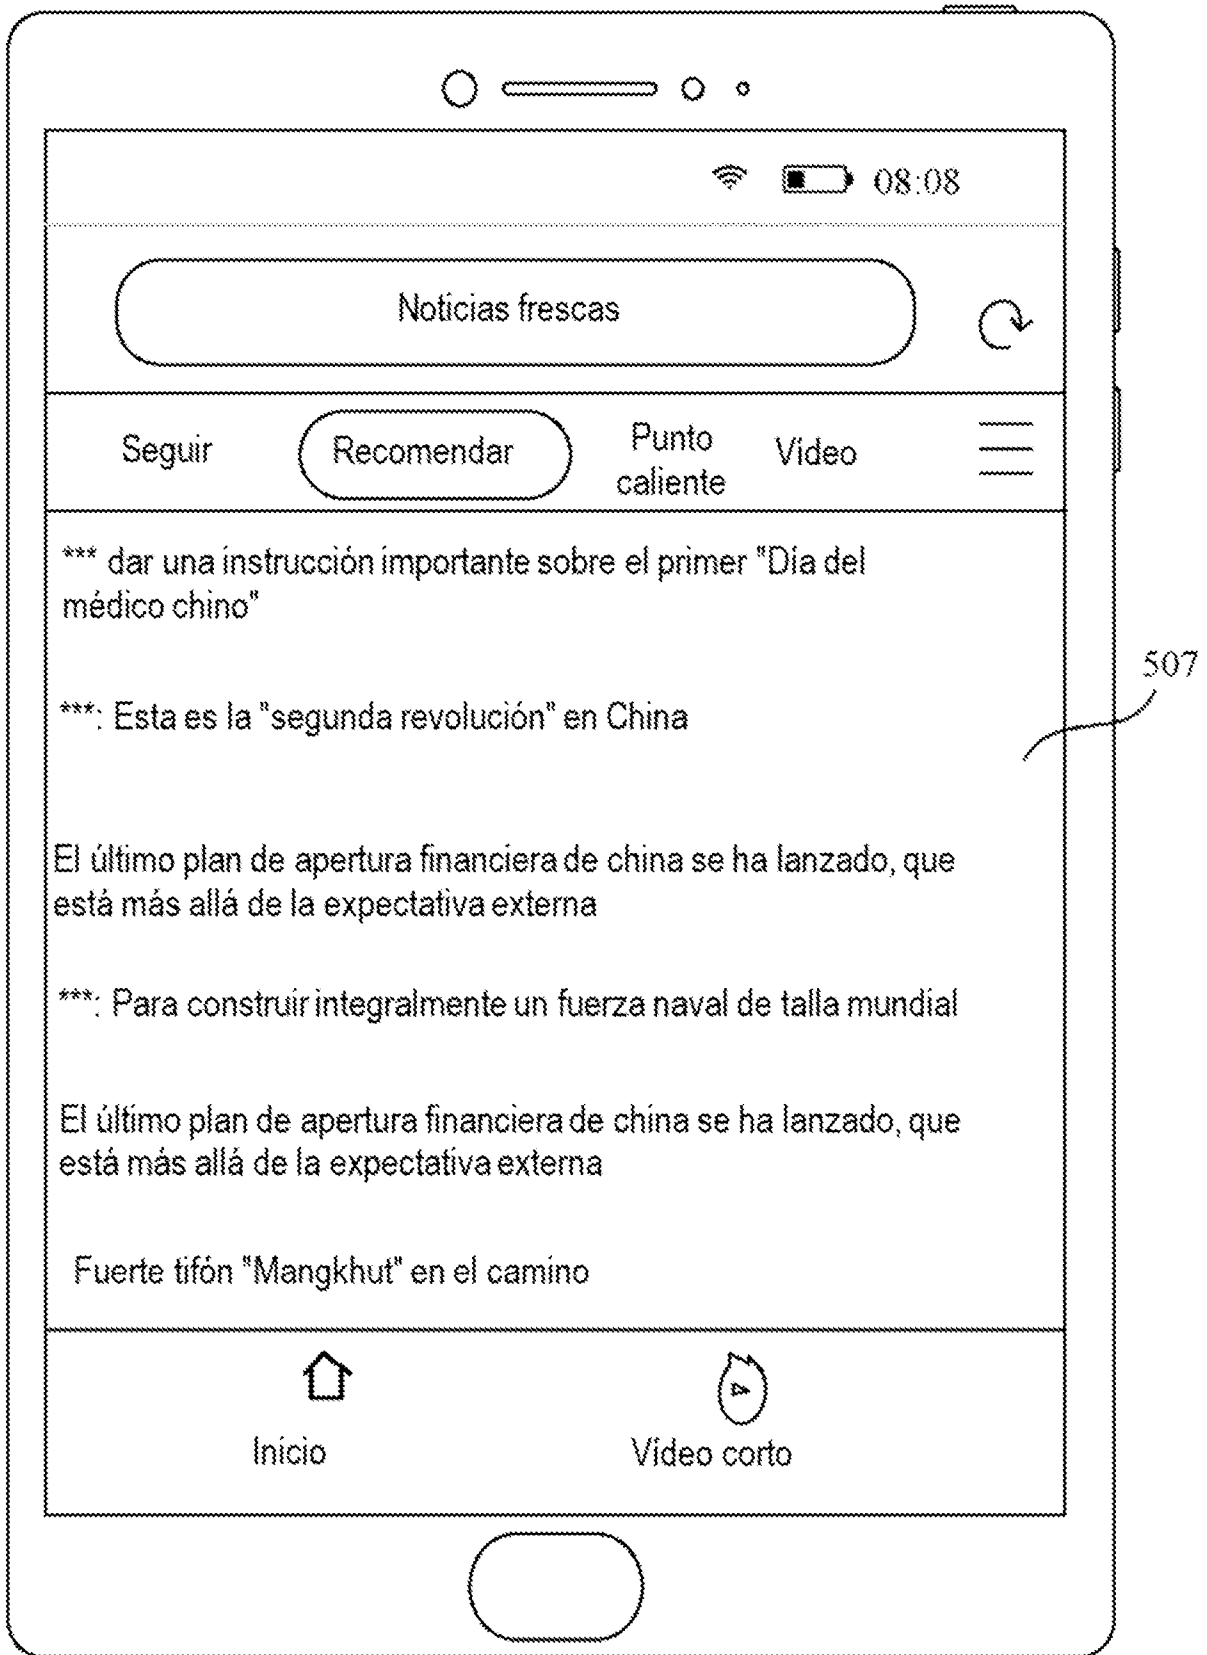 08:08
Noticias frescas
Seguir
Recomendar
Punto
caliente
Vídeo
*** dar una instrucción importante sobre el primer "Día del
médico chino"
507
***: Esta es la "segunda revolución" en China
El último plan de apertura financiera de china se ha lanzado, que
está más allá de la expectativa externa
***: Para construir integralmente un fuerza naval de talla mundial
El último plan de apertura financiera de china se ha lanzado, que
está más allá de la expectativa externa
Fuerte tifón "Mangkhut" en el camino
Inicio
Vídeo corto